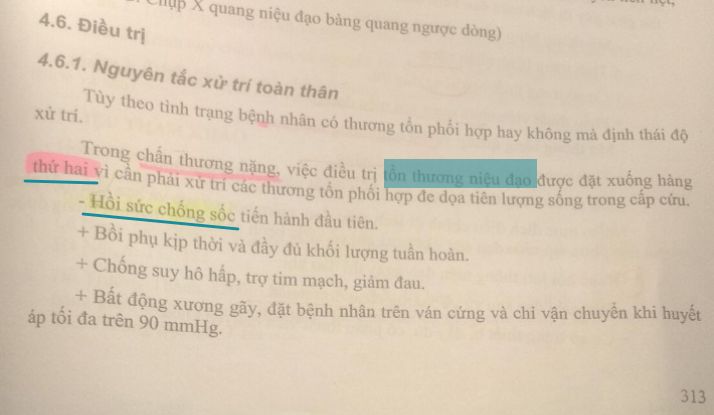 Chụp X quang niệu đạo bàng quang ngược dòng)
4.6. Điều trị
4.6.1. Nguyên tắc xử trí toàn thân
Tùy theo tình trạng bệnh nhân có thương tổn phối hợp hay không mà định thái độ
xử trí.
Trong chấn thương nặng, việc điều trị tổn thương niệu đạo được đặt xuống hàng
thứ hai vì cần phải xử trí các thương tổn phối hợp đe dọa tiên lượng sống trong cấp cứu.
- Hồi sức chống sốc tiến hành đầu tiên.
+ Bồi phụ kịp thời và đầy đủ khối lượng tuần hoàn.
+ Chống suy hô hấp, trợ tim mạch, giảm đau.
+ Bất động xương gãy, đặt bệnh nhân trên ván cứng và chỉ vận chuyển khi huyết
áp tối đa trên 90 mmHg.
313